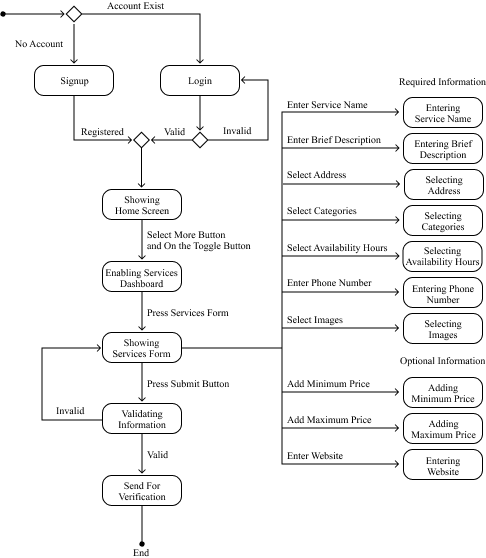 Account Exist
No Account
Signup
Login
Registered
Valid
Invalid
Showing
Home Screen
Select More Button
and On the Toggle Button
Enabling Services
Dashboard
Press Services Form
Showing
Services Form
Press Submit Button
Invalid
Validating
Information
Valid
Send For
Verification
End
Required Information
Enter Service Name
Entering
Service Name
Enter Brief Description
Entering Brief
Description
Select Address
Selecting
Address
Select Categories
Selecting
Categories
Select Availability Hours
Selecting
Availability Hours
Enter Phone Number
Entering Phone
Number
Select Images
Selecting
Images
Optional Information
Add Minimum Price
Adding
Minimum Price
Add Maximum Price
Adding
Maximum Price
Enter Website
Entering
Website